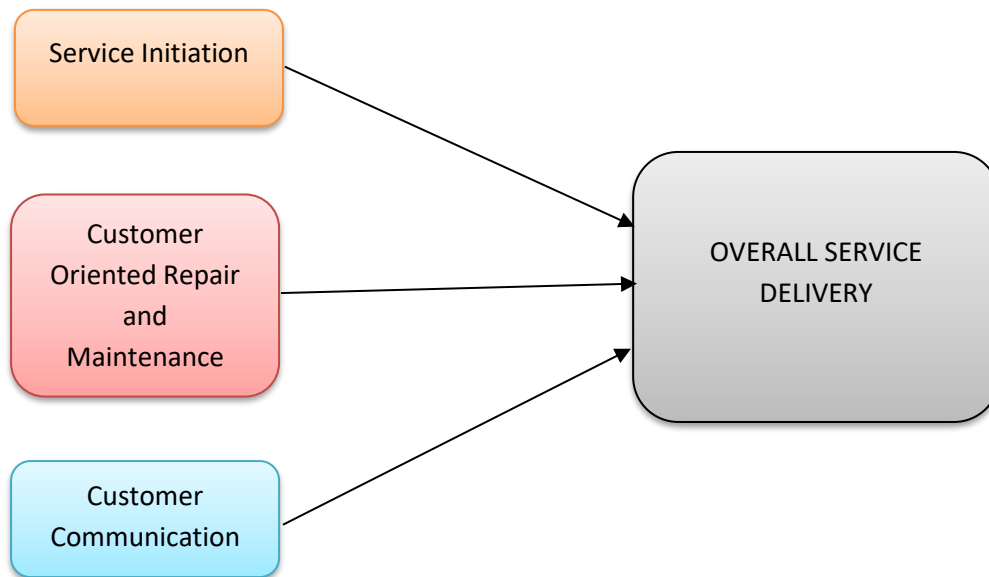 Service Initiation
Customer
Oriented Repair
and
Maintenance
Customer
Communication
OVERALL SERVICE
DELIVERY